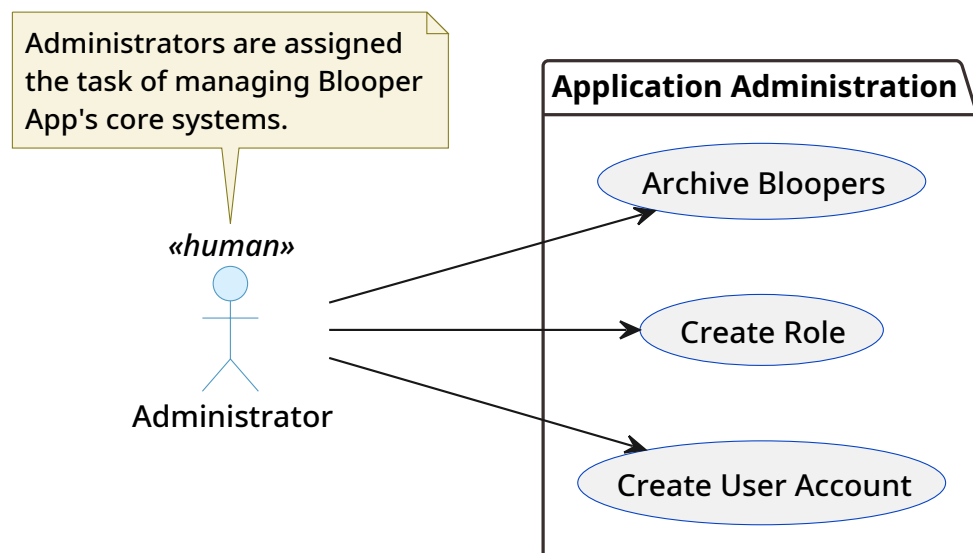 Administrators are assigned
the task of managing Blooper
App's core systems.
«human»
Administrator
Application Administration
Archive Bloopers
Create Role
Create User Account